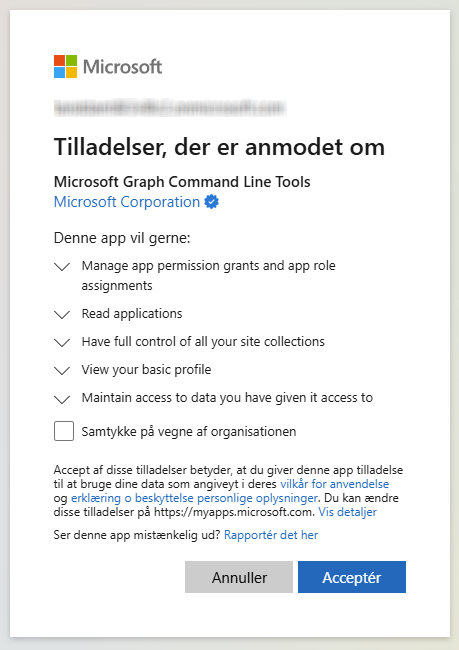 Microsoft
Tilladelser, der er anmodet om
Microsoft Graph Command Line Tools
Microsoft Corporation
Denne app vil gerne:
Manage app permission grants and app role
assignments
Read applications
Have full control of all your site collections
View your basic profile
Maintain access to data you have given it access to
Samtykke på vegne af organisationen
Accept af disse tilladelser betyder, at du giver denne app tilladelse
til at bruge dine data som angiveyt i deres vilkår for anvendelse
og erklæring o beskyttelse personlige oplysninger. Du kan ændre
disse tilladelser på https://myapps.microsoft.com. Vis detaljer
Ser denne app mistænkelig ud? Rapportér det her
Annuller
Acceptér